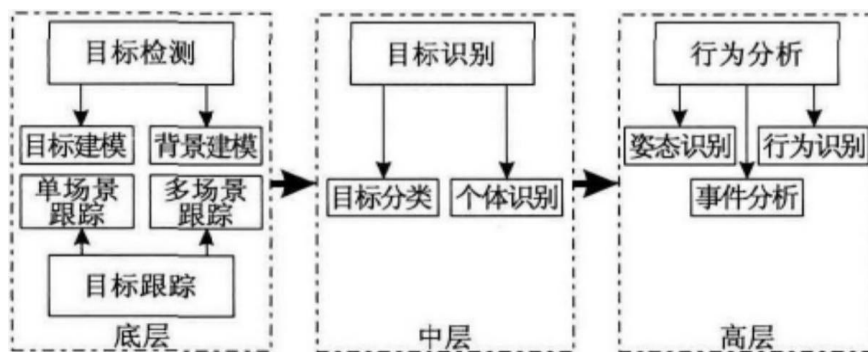 目标检测
目标建模
背景建模
单场景
跟踪
多场景
跟踪
目标跟踪
底层
目标识别
目标分类
个体识别
中层
行为分析
姿态识别
行为识别
事件分析
高层